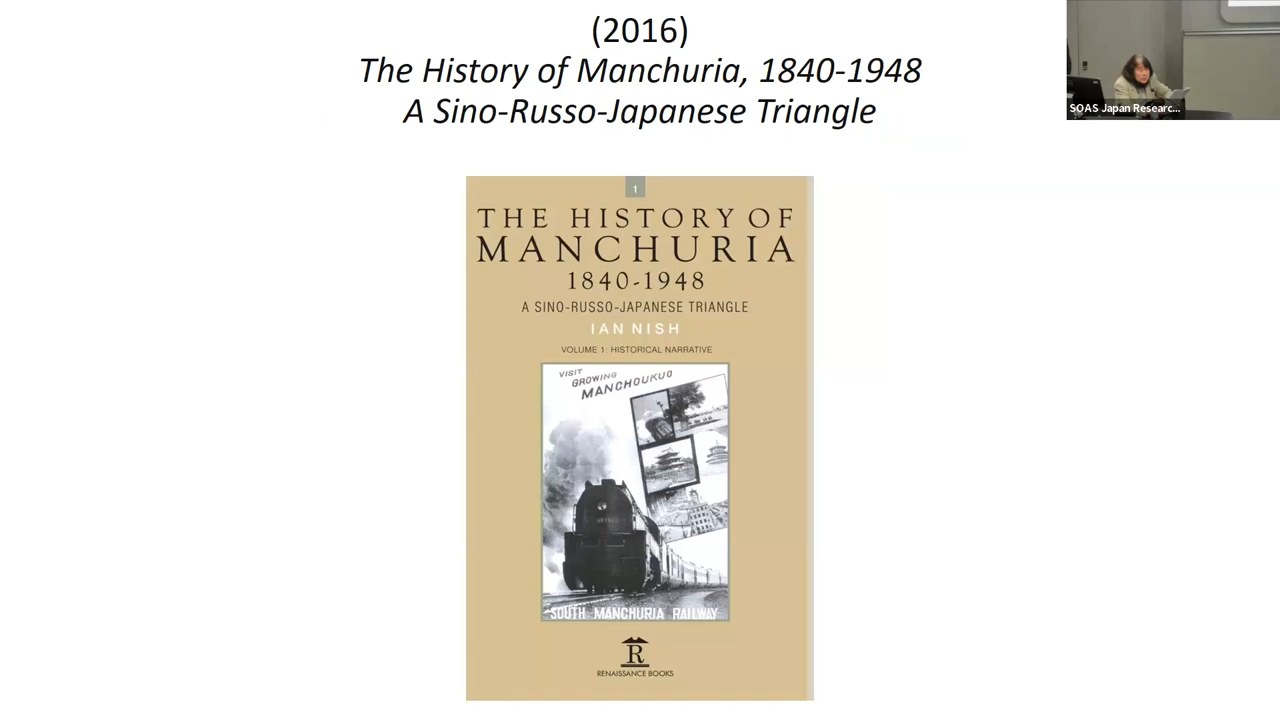 (2016)
The History of Manchuria, 1840-1948
A Sino-Russo-Japanese Triangle
SOAS Japan Researc...
1
THE HISTORY OF
MANCHURIA
1840-1948
A SINO-RUSSO-JAPANESE TRIANGLE
IAN NISH
VOLUME 1: HISTORICAL NARRATIVE
VISIT
GROWING
MANCHOUKUO
SOUTH MANCHURIA RAILWAY
R
RENAISSANCE BOOKS